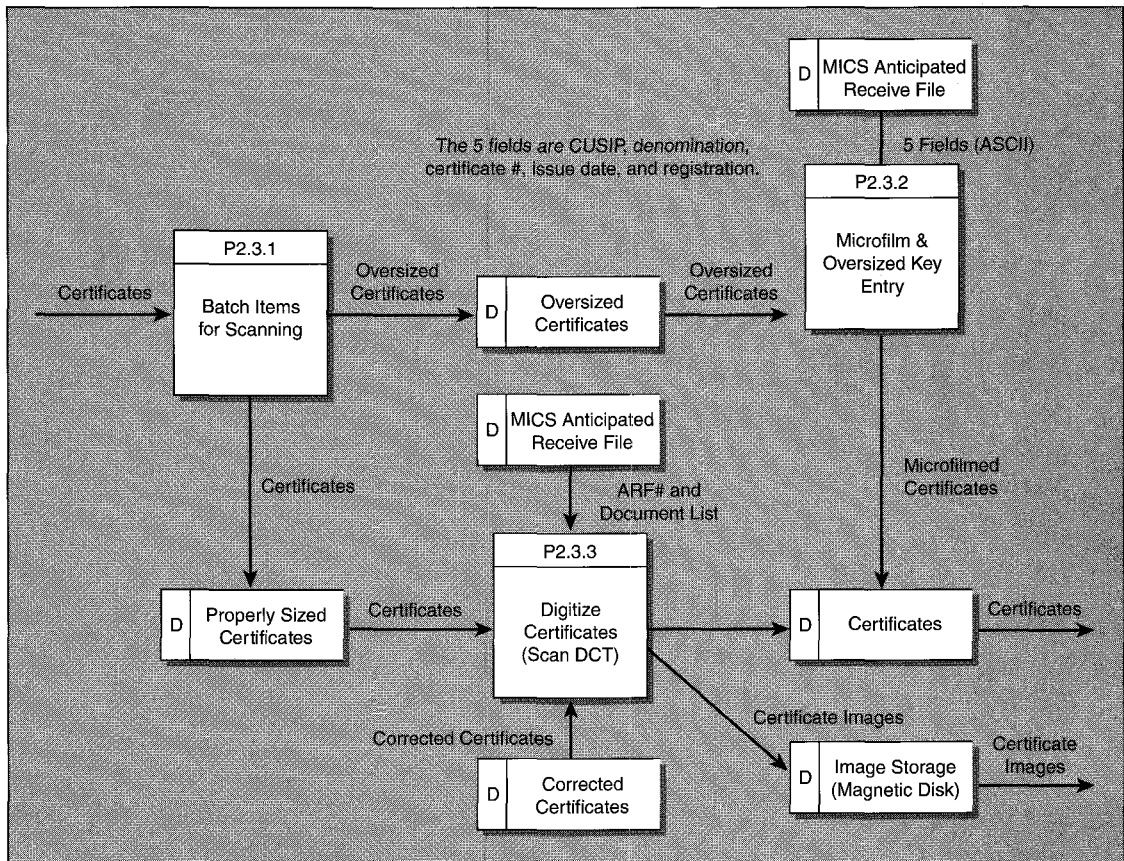 D
MICS Anticipated
Receive File
The 5 fields are CUSIP, denomination,
certificate #, issue date, and registration.
5 Fields (ASCII)
P2.3.2
Microfilm &
Oversized Key
Entry
P2.3.1
Batch Items
for Scanning
Certificates
Oversized
Certificates
D
Oversized
Certificates
Oversized
Certificates
D
MICS Anticipated
Receive File
Certificates
ARF# and
Document List
Microfilmed
Certificates
P2.3.3
Digitize
Certificates
(Scan DCT)
D
Properly Sized
Certificates
Certificates
D
Certificates
Certificates
Corrected Certificates
Certificate Images
D
Corrected
Certificates
D
Image Storage
(Magnetic Disk)
Certificate
Images